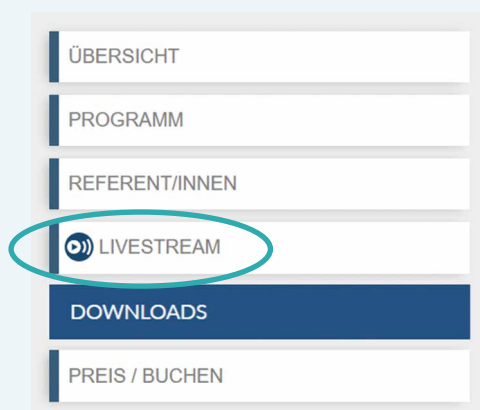 ÜBERSICHT
PROGRAMM
REFERENT/INNEN
LIVESTREAM
DOWNLOADS
PREIS / BUCHEN